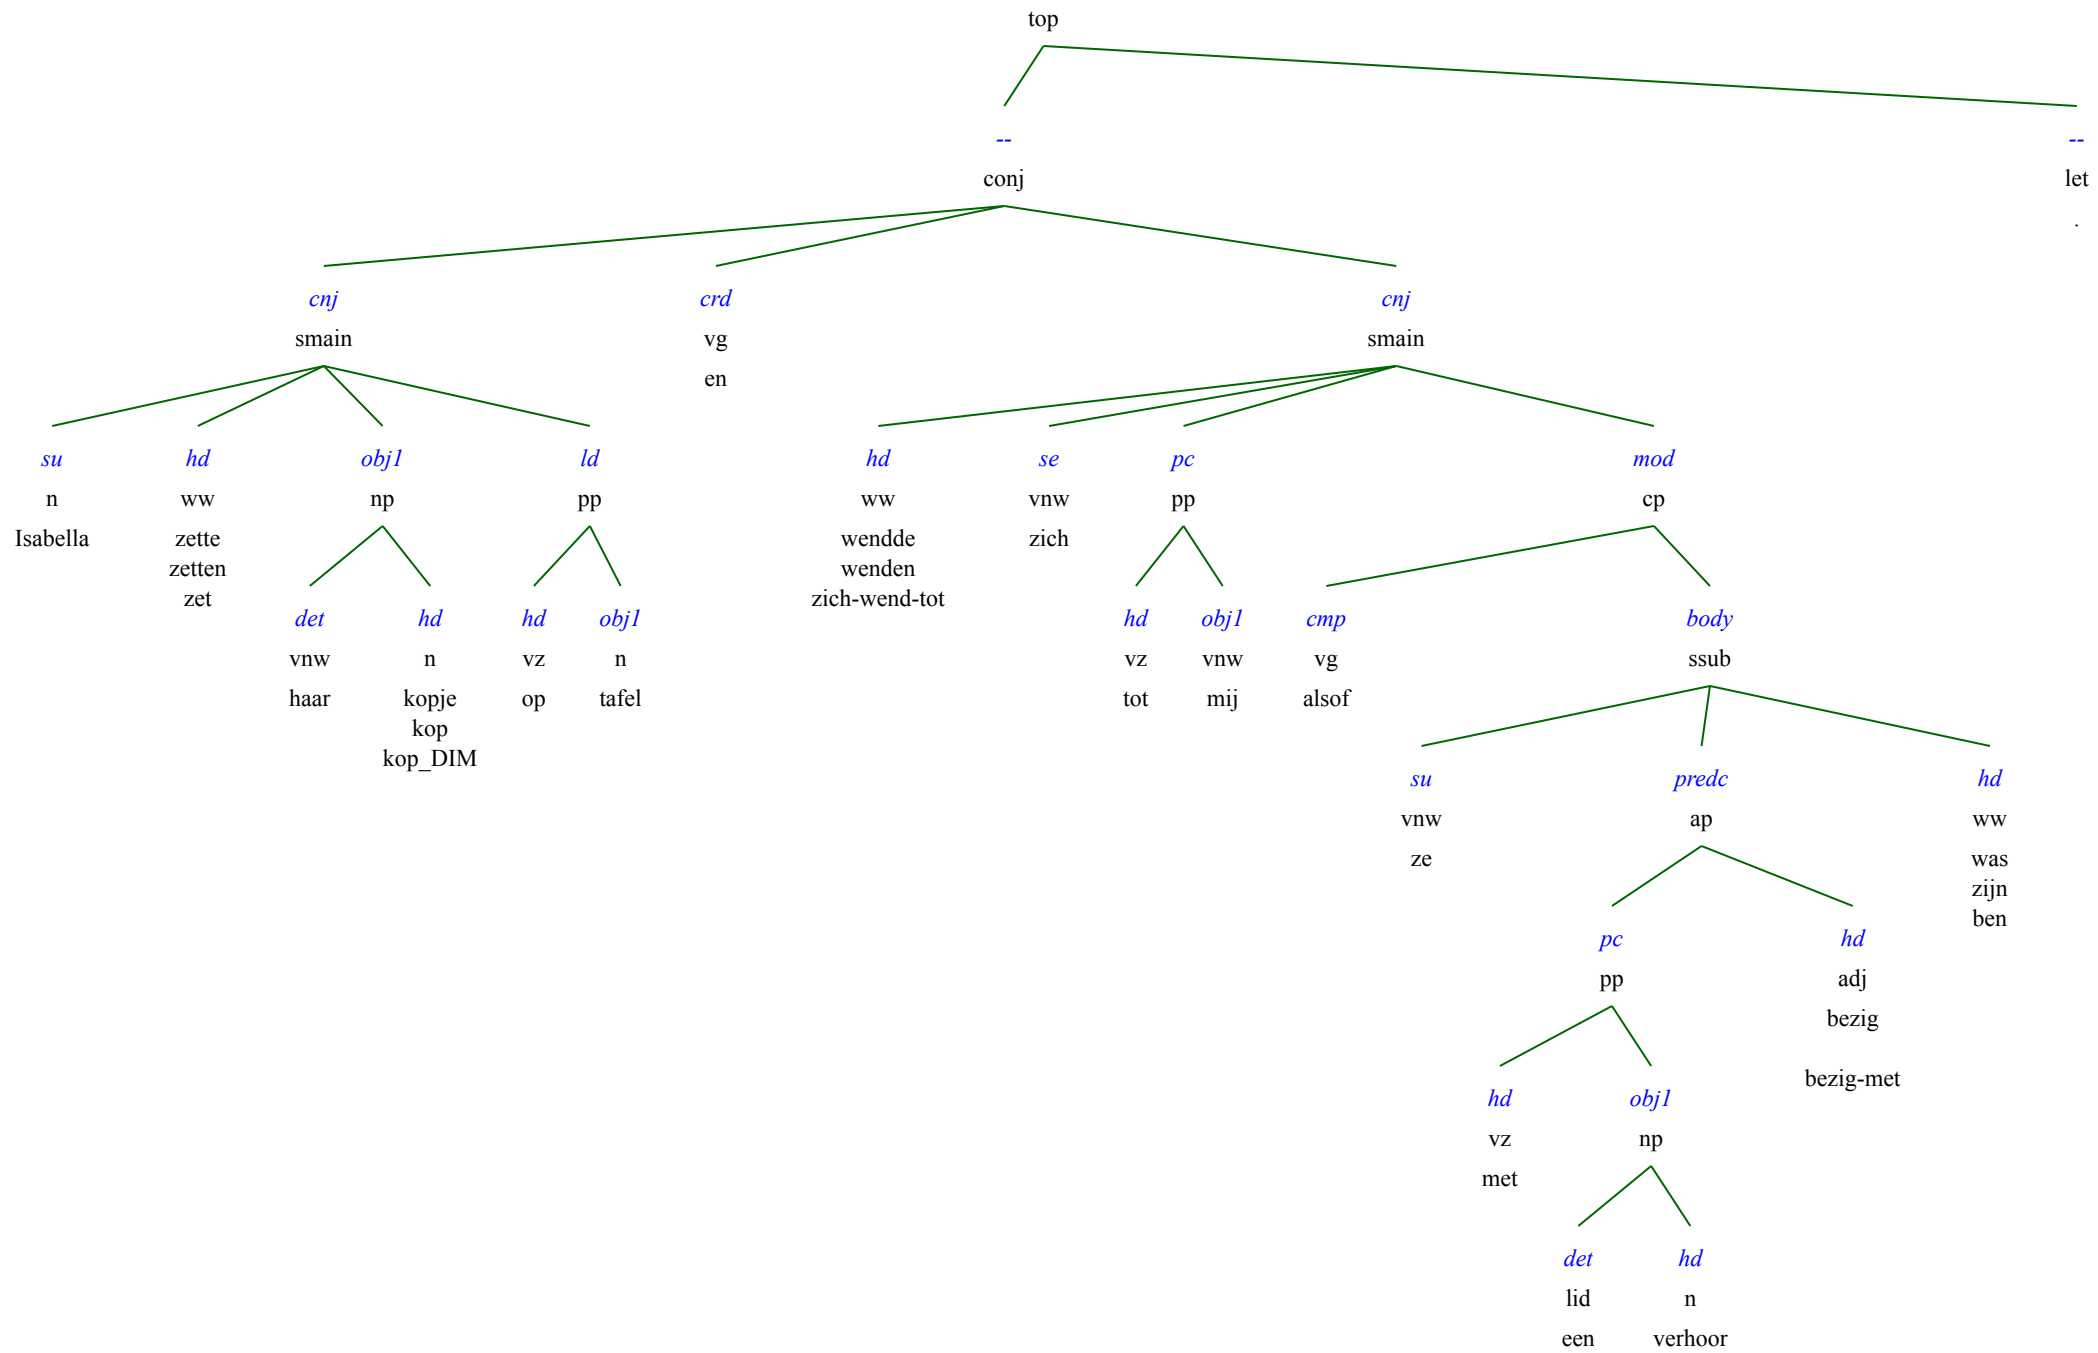 top
-- --
conj let
.
cnj crd cnj
smain vg smain
en
su hd obj1 ld hd se pc mod
n ww np pp ww vnw pp cp
Isabella zette wendde zich
zetten wenden
zet zich-wend-tot
det hd hd obj1 hd obj1 cmp body
vnw n vz n vz vnw vg ssub
haar kopje op tafel tot mij alsof
kop
kop_DIM
su predc hd
vnw ap ww
ze was
zijn
ben
pc hd
pp adj
bezig
bezig-met
hd obj1
vz np
met
det hd
lid n
een verhoor